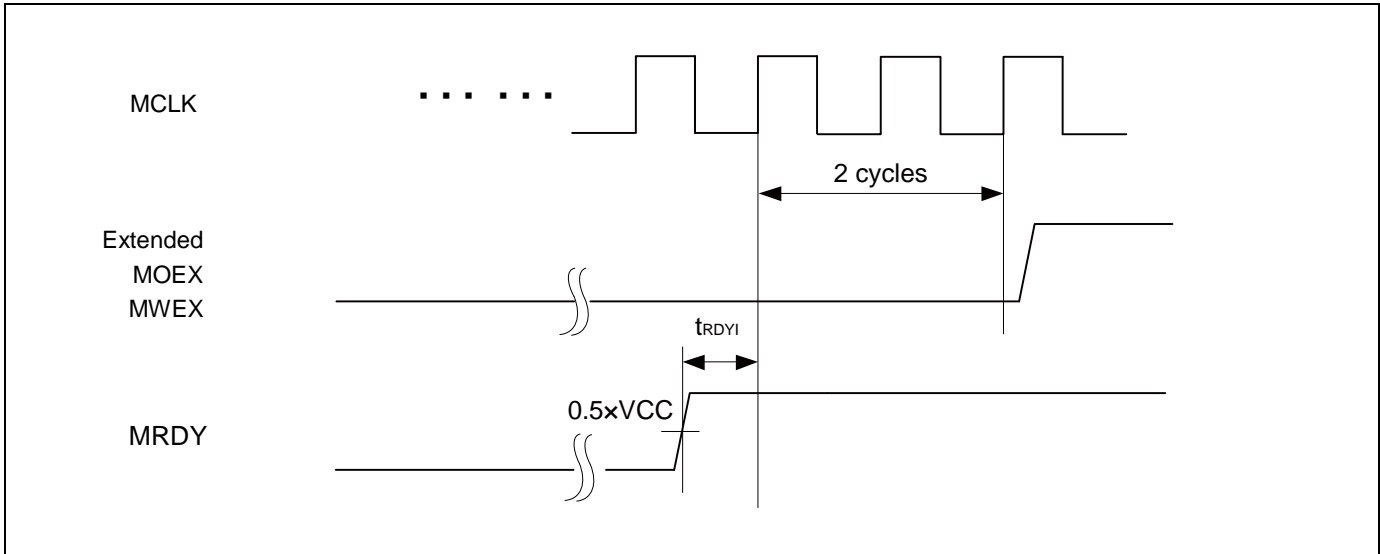 MCLK
... ...
2 cycles
Extended
MOEX
MWEX
tRDYI
0.5×VCC
MRDY